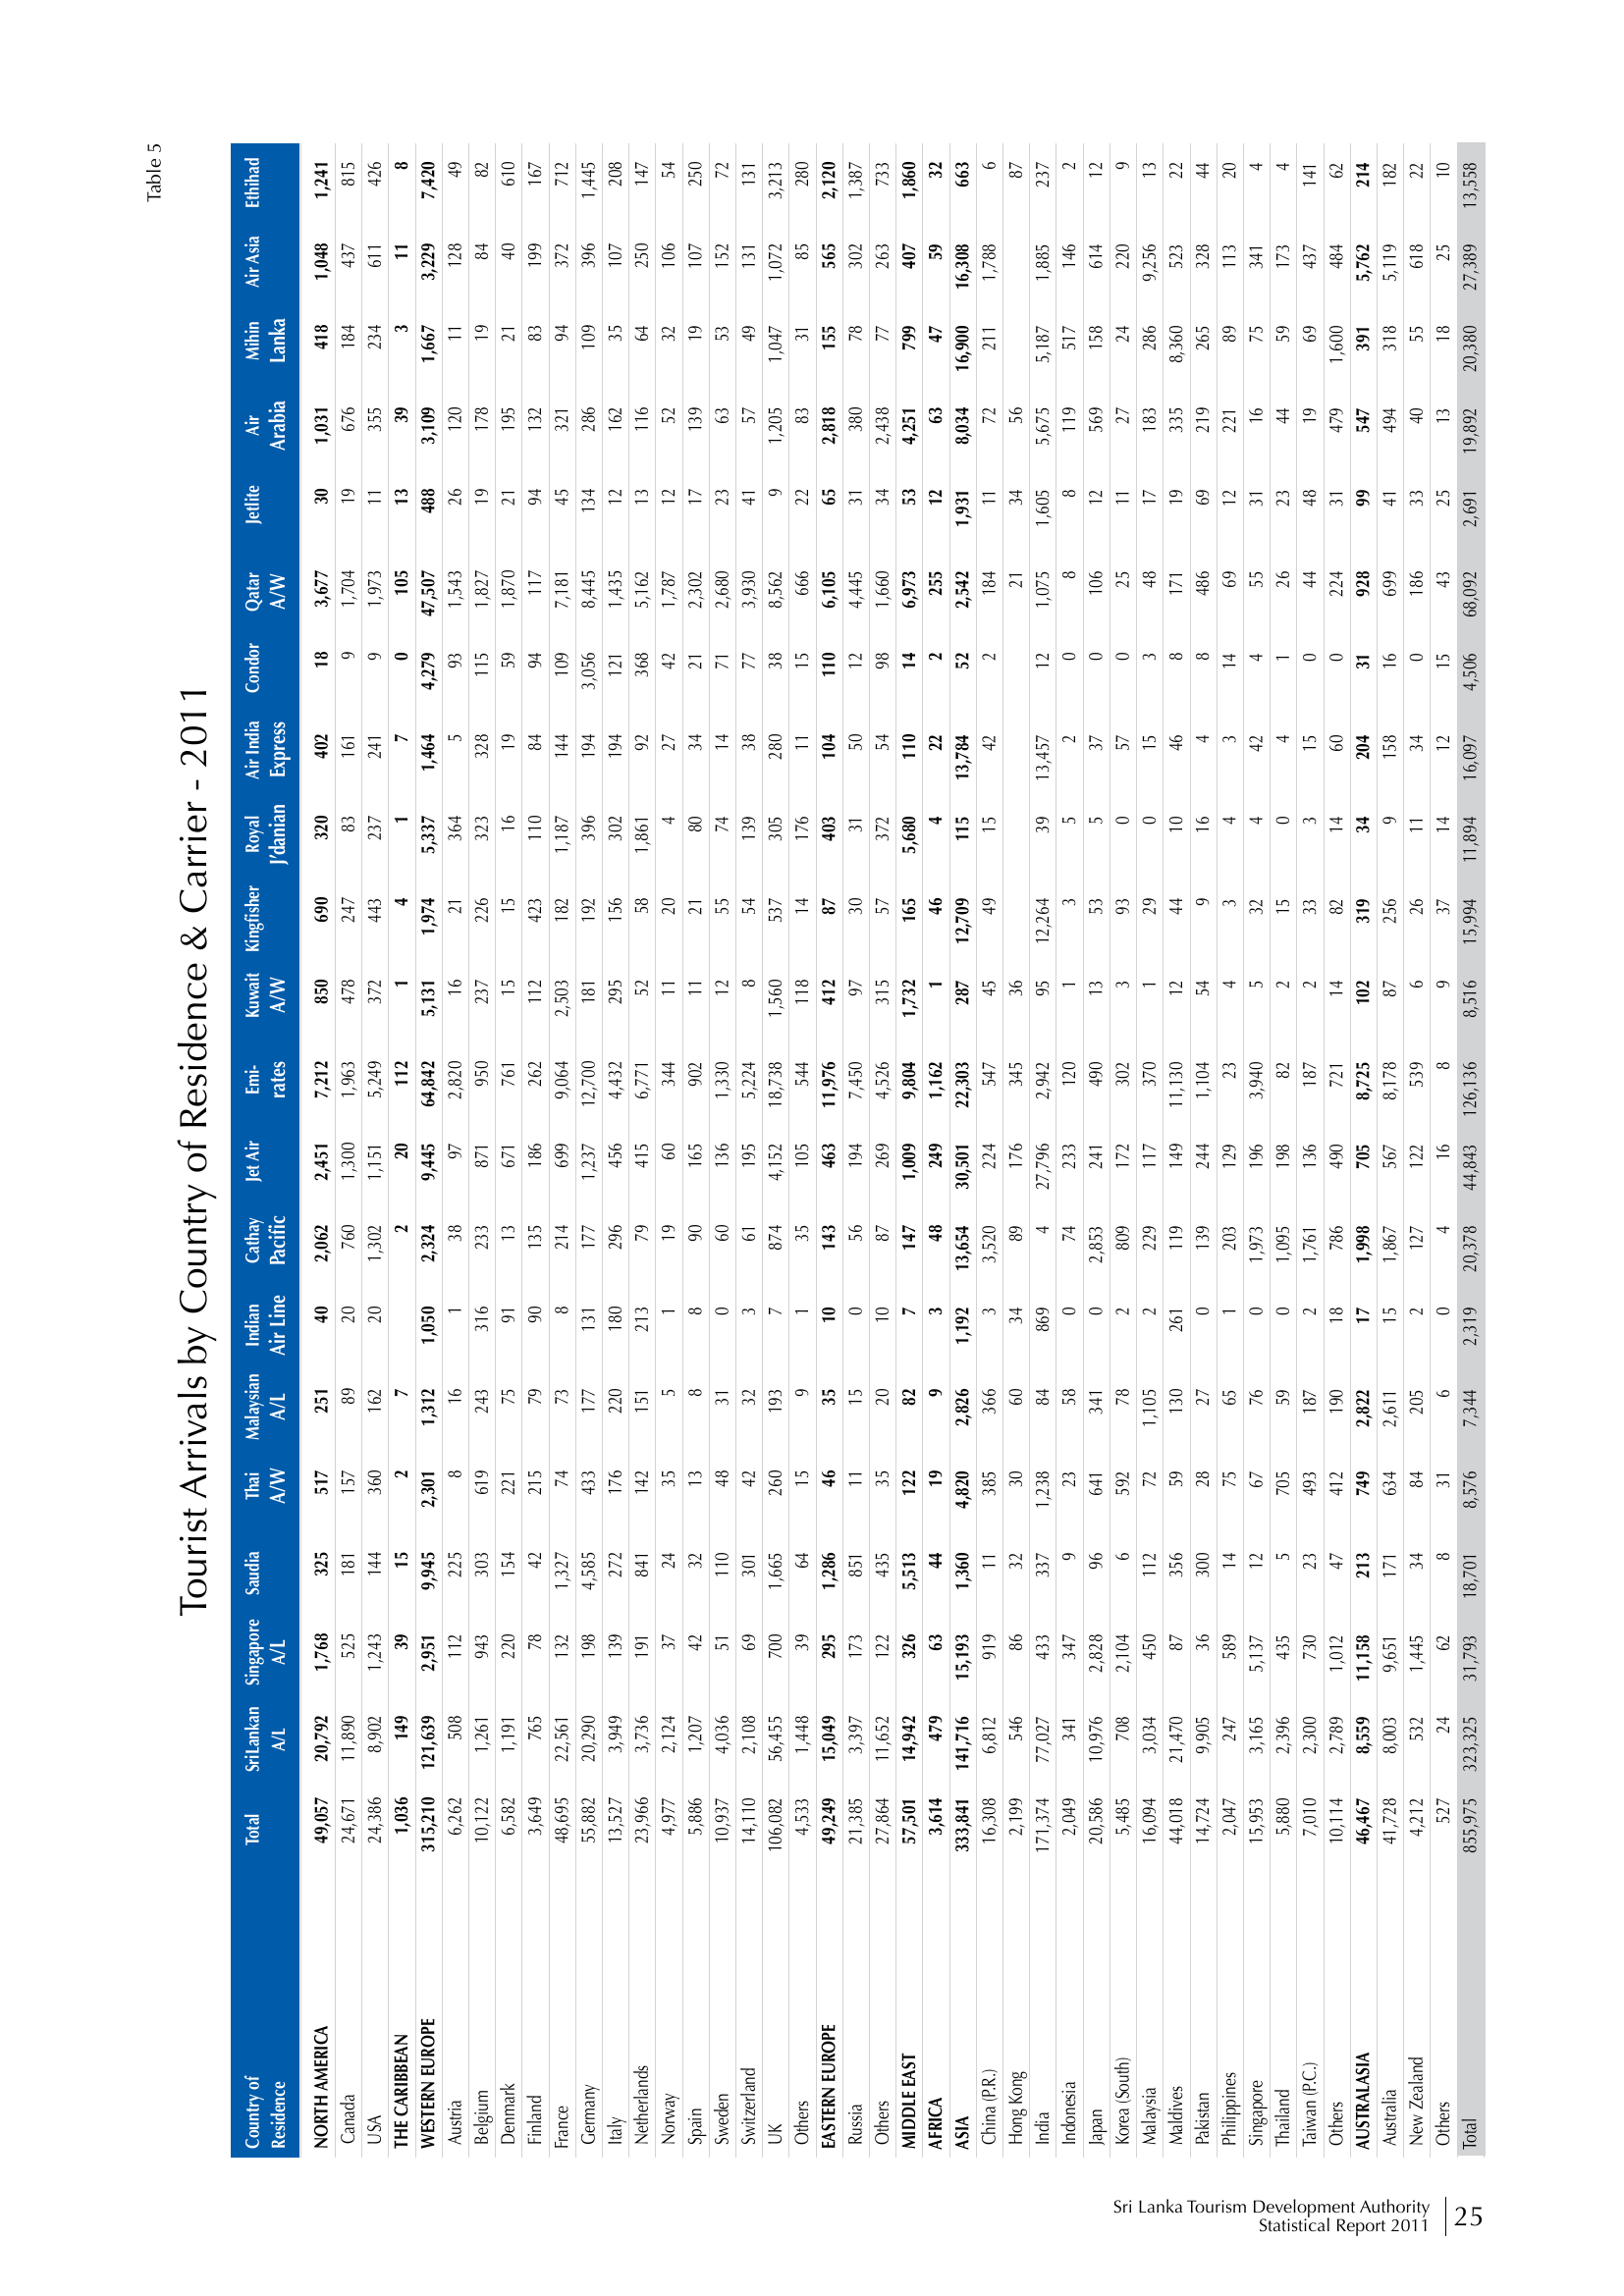 Table 5
Tourist Arrivals by Country of Residence & Carrier - 2011
Country of Residence Total SriLankan A/L Singapore A/L Saudia Thai A/W Malaysian A/L Indian Air Line Cathay Pacific Jet Air Emi-rates Kuwait A/W Kingfisher Royal J'danian Air India Express Condor Qatar A/W Jetlite Air Arabia Mihin Lanka Air Asia Ethihad
NORTH AMERICA 49,057 20,792 1,768 325 517 251 40 2,062 2,451 7,212 850 690 320 402 18 3,677 30 1,031 418 1,048 1,241
Canada 24,671 11,890 525 181 157 89 20 760 1,300 1,963 478 247 83 161 9 1,704 19 676 184 437 815
USA 24,386 8,902 1,243 144 360 162 20 1,302 1,151 5,249 372 443 237 241 9 1,973 11 355 234 611 426
THE CARIBBEAN 1,036 149 39 15 2 7 2 20 112 1 4 1 7 0 105 13 39 3 11 8
WESTERN EUROPE 315,210 121,639 2,951 9,945 2,301 1,312 1,050 2,324 9,445 64,842 5,131 1,974 5,337 1,464 4,279 47,507 488 3,109 1,667 3,229 7,420
Austria 6,262 508 112 225 8 16 1 38 97 2,820 16 21 364 5 93 1,543 26 120 11 128 49
Belgium 10,122 1,261 943 303 619 243 316 233 871 950 237 226 323 328 115 1,827 19 178 19 84 82
Denmark 6,582 1,191 220 154 221 75 91 13 671 761 15 15 16 19 59 1,870 21 195 21 40 610
Finland 3,649 765 78 42 215 79 90 135 186 262 112 423 110 84 94 117 94 132 83 199 167
France 48,695 22,561 132 1,327 74 73 8 214 699 9,064 2,503 182 1,187 144 109 7,181 45 321 94 372 712
Germany 55,882 20,290 198 4,585 433 177 131 177 1,237 12,700 181 192 396 194 3,056 8,445 134 286 109 396 1,445
Italy 13,527 3,949 139 272 176 220 180 296 456 4,432 295 156 302 194 121 1,435 12 162 35 107 208
Netherlands 23,966 3,736 191 841 142 151 213 79 415 6,771 52 58 1,861 92 368 5,162 13 116 64 250 147
Norway 4,977 2,124 37 24 35 5 1 19 60 344 11 20 4 27 42 1,787 12 52 32 106 54
Spain 5,886 1,207 42 32 13 8 8 90 165 902 11 21 80 34 21 2,302 17 139 19 107 250
Sweden 10,937 4,036 51 110 48 31 0 60 136 1,330 12 55 74 14 71 2,680 23 63 53 152 72
Switzerland 14,110 2,108 69 301 42 32 3 61 195 5,224 8 54 139 38 77 3,930 41 57 49 131 131
UK 106,082 56,455 700 1,665 260 193 7 874 4,152 18,738 1,560 537 305 280 38 8,562 9 1,205 1,047 1,072 3,213
Others 4,533 1,448 39 64 15 9 1 35 105 544 118 14 176 11 15 666 22 83 31 85 280
EASTERN EUROPE 49,249 15,049 295 1,286 46 35 10 143 463 11,976 412 87 403 104 110 6,105 65 2,818 155 565 2,120
Russia 21,385 3,397 173 851 11 15 0 56 194 7,450 97 30 31 50 12 4,445 31 380 78 302 1,387
Others 27,864 11,652 122 435 35 20 10 87 269 4,526 315 57 372 54 98 1,660 34 2,438 77 263 733
MIDDLE EAST 57,501 14,942 326 5,513 122 82 7 147 1,009 9,804 1,732 165 5,680 110 14 6,973 53 4,251 799 407 1,860
AFRICA 3,614 479 63 44 19 9 3 48 249 1,162 1 46 4 22 2 255 12 63 47 59 32
ASIA 333,841 141,716 15,193 1,360 4,820 2,826 1,192 13,654 30,501 22,303 287 12,709 115 13,784 52 2,542 1,931 8,034 16,900 16,308 663
China (P.R.) 16,308 6,812 919 11 385 366 3 3,520 224 547 45 49 15 42 2 184 11 72 211 1,788 6
Hong Kong 2,199 546 86 32 30 60 34 89 176 345 36 21 34 56 87
India 171,374 77,027 433 337 1,238 84 869 4 27,796 2,942 95 12,264 39 13,457 12 1,075 1,605 5,675 5,187 1,885 237
Indonesia 2,049 341 347 9 23 58 0 74 233 120 1 3 5 2 0 8 8 119 517 146 2
Japan 20,586 10,976 2,828 96 641 341 0 2,853 241 490 13 53 5 37 0 106 12 569 158 614 12
Korea (South) 5,485 708 2,104 6 592 78 2 809 172 302 3 93 0 57 0 25 11 27 24 220 9
Malaysia 16,094 3,034 450 112 72 1,105 2 229 117 370 1 29 0 15 3 48 17 183 286 9,256 13
Maldives 44,018 21,470 87 356 59 130 261 119 149 11,130 12 44 10 46 8 171 19 335 8,360 523 22
Pakistan 14,724 9,905 36 300 28 27 0 139 244 1,104 54 9 16 4 8 486 69 219 265 328 44
Philippines 2,047 247 589 14 75 65 1 203 129 23 4 3 4 3 14 69 12 221 89 113 20
Singapore 15,953 3,165 5,137 12 67 76 0 1,973 196 3,940 5 32 4 42 4 55 31 16 75 341 4
Thailand 5,880 2,396 435 5 705 59 0 1,095 198 82 2 15 0 4 1 26 23 44 59 173 4
Taiwan (P.C.) 7,010 2,300 730 23 493 187 2 1,761 136 187 2 33 3 15 0 44 48 19 69 437 141
Others 10,114 2,789 1,012 47 412 190 18 786 490 721 14 82 14 60 0 224 31 479 1,600 484 62
AUSTRALASIA 46,467 8,559 11,158 213 749 2,822 17 1,998 705 8,725 102 319 34 204 31 928 99 547 391 5,762 214
Australia 41,728 8,003 9,651 171 634 2,611 15 1,867 567 8,178 87 256 9 158 16 699 41 494 318 5,119 182
New Zealand 4,212 532 1,445 34 84 205 2 127 122 539 6 26 11 34 0 186 33 40 55 618 22
Others 527 24 62 8 31 6 0 4 16 8 9 37 14 12 15 43 25 13 18 25 10
Total 855,975 323,325 31,793 18,701 8,576 7,344 2,319 20,378 44,843 126,136 8,516 15,994 11,894 16,097 4,506 68,092 2,691 19,892 20,380 27,389 13,558
Sri Lanka Tourism Development Authority
Statistical Report 2011
25